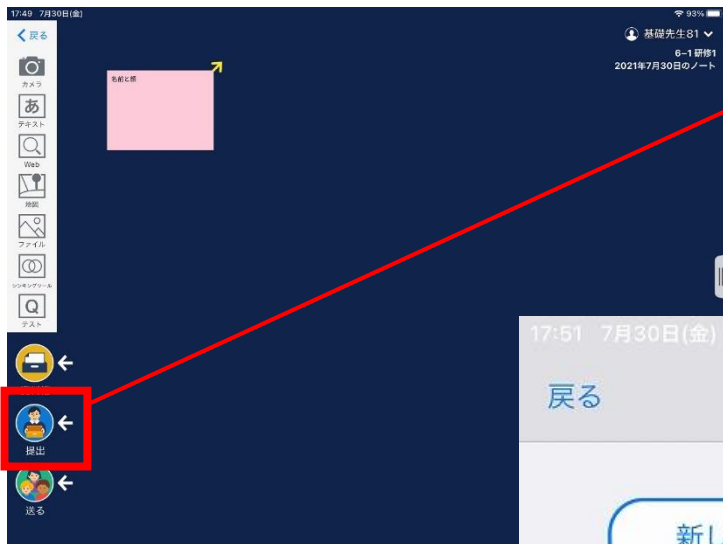 17:49 7月30日(金)
93%
戻る
基礎先生81
6-1研修1
2021年7月30日のノート
カメラ
名前と顔
あ
テキスト
Web
地図
ファイル
シンキングツール
Q
テスト
提出
送る
17:51 7月30日(金)
戻る
新し